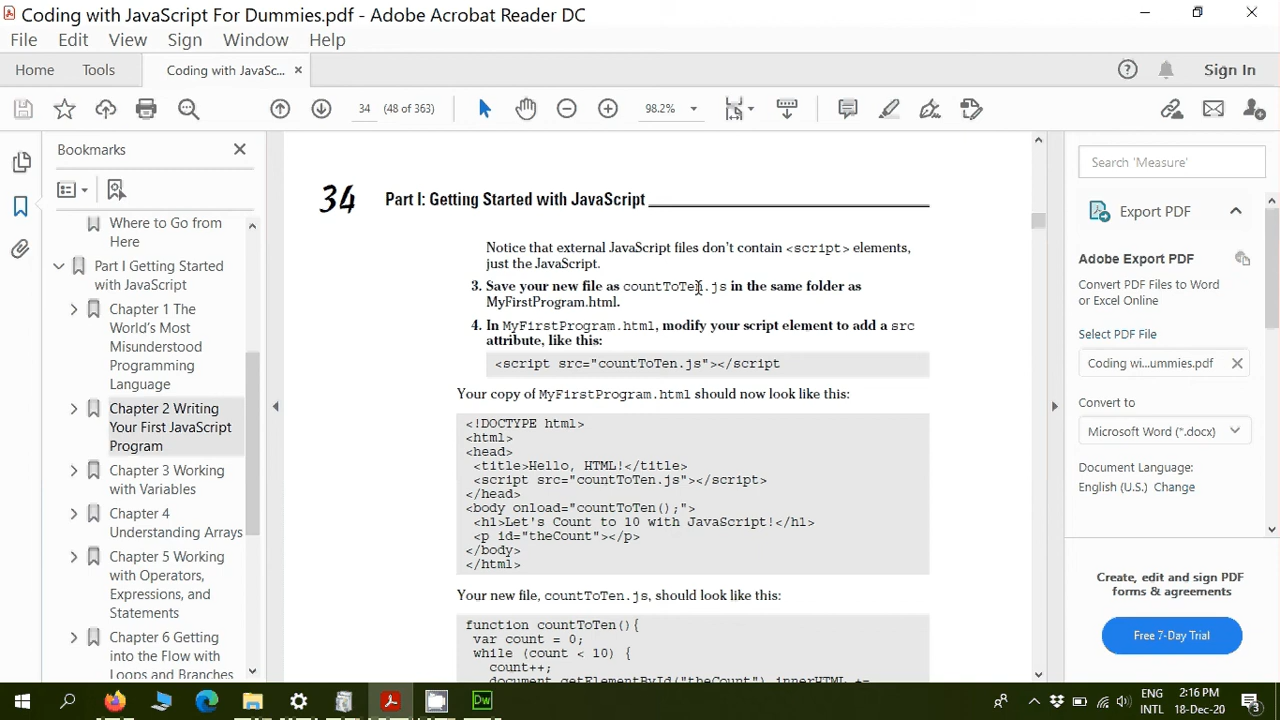 Coding with JavaScript For Dummies.pdf - Adobe Acrobat Reader DC
File Edit View Sign Window Help
Home Tools Coding with JavaSc... Sign In
34 (48 of 363) 98.2%
Bookmarks
Where to Go from
Here
Part I Getting Started
with JavaScript
Chapter 1 The
World's Most
Misunderstood
Programming
Language
Chapter 2 Writing
Your First JavaScript
Program
Chapter 3 Working
with Variables
Chapter 4
Understanding Arrays
Chapter 5 Working
with Operators,
Expressions, and
Statements
Chapter 6 Getting
into the Flow with
Loops and Branches
34 Part I: Getting Started with JavaScript
Notice that external JavaScript files don't contain <script> elements,
just the JavaScript.
3. Save your new file as countToTen.js in the same folder as
MyFirstProgram.html.
4. In MyFirstProgram.html, modify your script element to add a src
attribute, like this:
<script src="countToTen.js"></script
Your copy of MyFirstProgram.html should now look like this:
<!DOCTYPE html>
<html>
<head>
<title>Hello, HTML!</title>
<script src="countToTen.js"></script>
</head>
<body onload="countToTen();">
<h1>Let's Count to 10 with JavaScript!</h1>
<p id="theCount"></p>
</body>
</html>
Your new file, countToTen.js, should look like this:
function countToTen(){
var count = 0;
while (count < 10) {
count++;
document.getElementById("theCount").innerHTML +=
Search 'Measure'
Export PDF
Adobe Export PDF
Convert PDF Files to Word
or Excel Online
Select PDF File
Coding wi...ummies.pdf
Convert to
Microsoft Word (*.docx)
Document Language:
English (U.S.) Change
Create, edit and sign PDF
forms & agreements
Free 7-Day Trial
Dw
ENG
INTL
2:16 PM
18-Dec-20
3